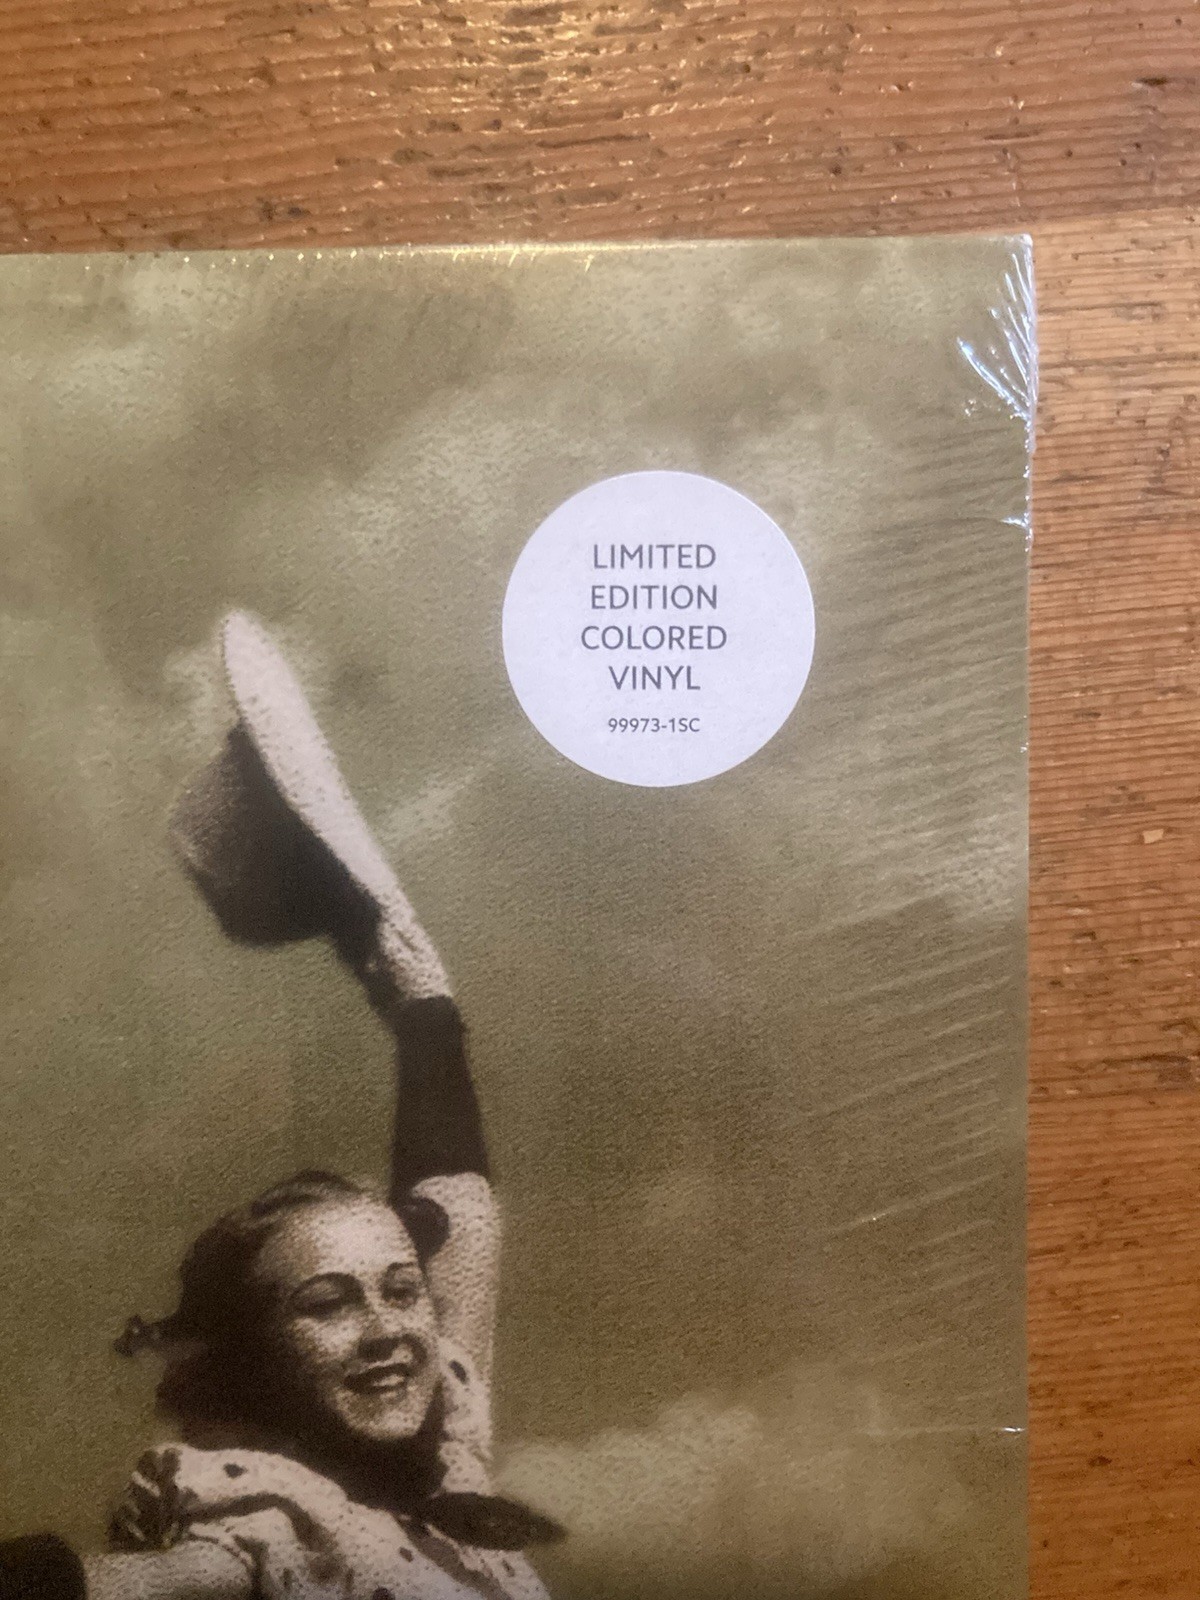 LIMITED
EDITION
COLORED
VINYL
99973-1SC